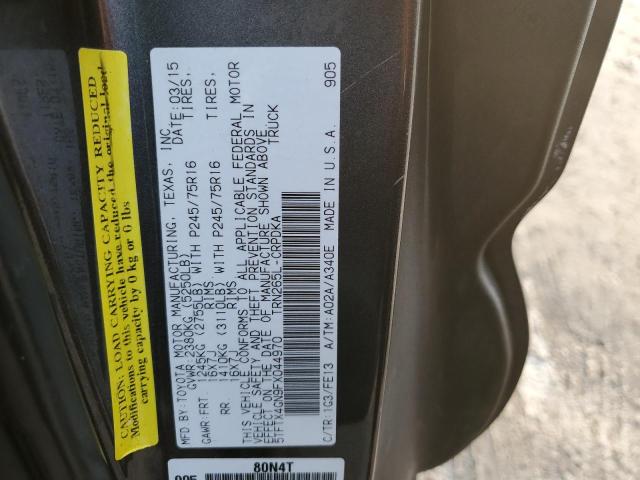 CAUTION: LOAD CARRYING CAPACITY REDUCED
Modifications to this vehicle have reduced the original load
carrying capacity by 0 kg or 0 lbs
MFD BY: TOYOTA MOTOR MANUFACTURING, TEXAS, INC.
GVWR: 2380KG (5250LB) DATE: 03/15
GAWR: FRT 1245KG (2755LB) WITH P245/75R16 TIRES,
16X7J RIMS
RR 1410KG (3110LB) WITH P245/75R16 TIRES,
16X7J RIMS
THIS VEHICLE CONFORMS TO ALL APPLICABLE FEDERAL MOTOR
VEHICLE SAFETY AND THEFT PREVENTION STANDARDS IN
EFFECT ON THE DATE OF MANUFACTURE SHOWN ABOVE.
5TFTX4GN9FX044970 TRUCK
TRN265L-CRPDKA
C/TR: 1G3/FE13 A/TM: A02A/A340E MADE IN U.S.A. 905
80N4T
905